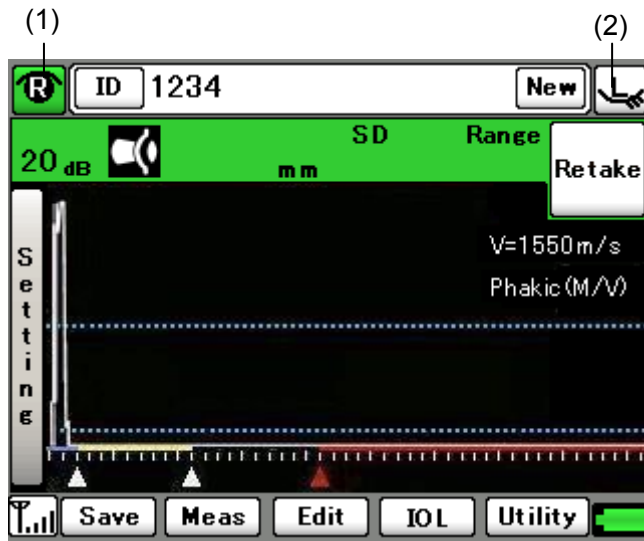 (1) (2)
R ID 1234 New
SD Range
20 dB mm Retake
V=1550m/s
Phakic(M/V)
Setting
Save Meas Edit IOL Utility